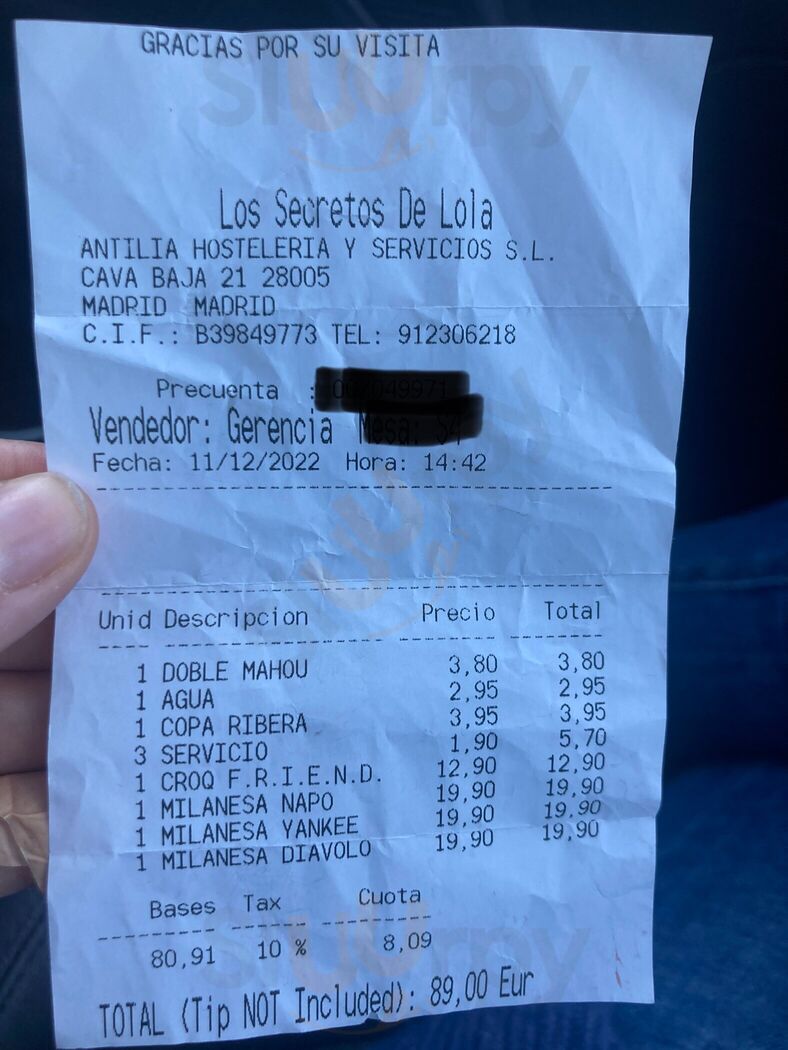 GRACIAS POR SU VISITA
Slurrpy
Los Secretos De Lola
ANTILIA HOSTELERIA Y SERVICIOS S.L.
CAVA BAJA 21 28005
MADRID MADRID
C.I.F.: B39849773 TEL: 912306218
Precuenta :
Vendedor: Gerencia Mesa:
Fecha: 11/12/2022 Hora: 14:42
Unid Descripcion Precio Total
1 DOBLE MAHOU 3,80 3,80
1 AGUA 2,95 2,95
1 COPA RIBERA 3,95 3,95
3 SERVICIO 1,90 5,70
1 CROQ F.R.I.E.N.D. 12,90 12,90
1 MILANESA NAPO 19,90 19,90
1 MILANESA YANKEE 19,90 19,90
1 MILANESA DIAVOLO 19,90 19,90
Bases Tax Cuota
80,91 10 % 8,09
TOTAL (Tip NOT Included): 89,00 Eur